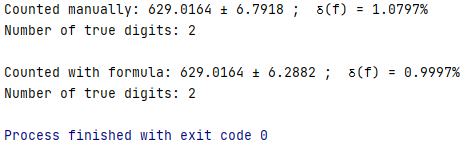 Counted manually: 629.0164 ± 6.7918 ;  δ(f) = 1.0797%
Number of true digits: 2
Counted with formula: 629.0164 ± 6.2882 ;  δ(f) = 0.9997%
Number of true digits: 2
Process finished with exit code 0